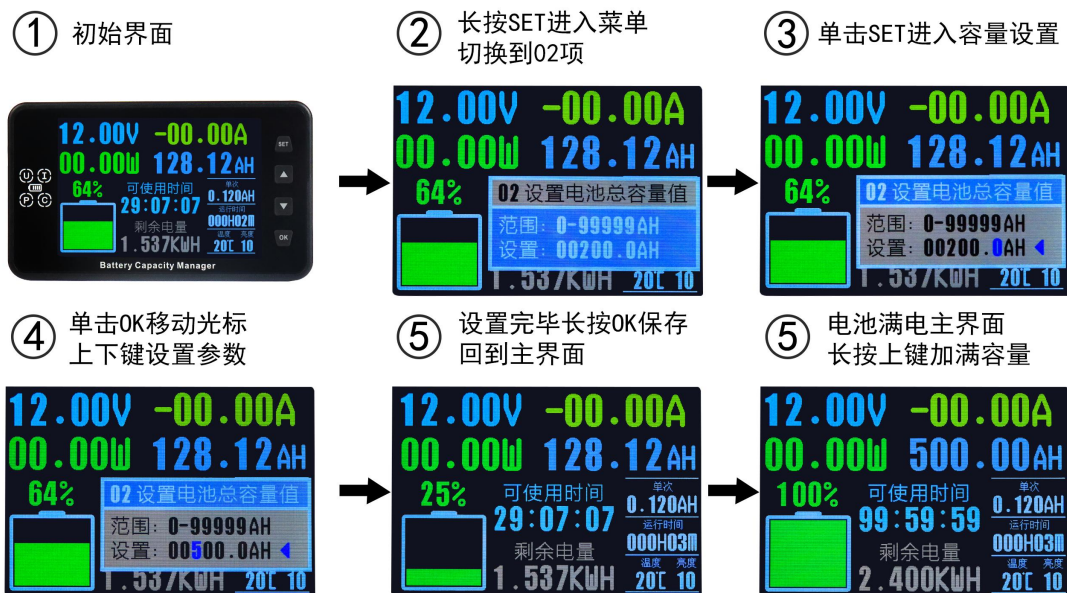 ① 初始界面
12.00V -00.00A
00.00W 128.12AH
64%
可使用时间
29:07:07
剩余电量
1.537KWH
单次
0.120AH
运行时间
000H02M
温度 亮度
20℃ 10
U I
P C
SET
OK
Battery Capacity Manager
② 长按SET进入菜单
切换到02项
12.00V -00.00A
00.00W 128.12AH
64%
02 设置电池总容量值
范围: 0-99999AH
设置: 00200.0AH
1.537KWH 20℃ 10
③ 单击SET进入容量设置
12.00V -00.00A
00.00W 128.12AH
64%
02 设置电池总容量值
范围: 0-99999AH
设置: 00200.0AH
1.537KWH 20℃ 10
④ 单击OK移动光标
上下键设置参数
12.00V -00.00A
00.00W 128.12AH
64%
02 设置电池总容量值
范围: 0-99999AH
设置: 00500.0AH
1.537KWH 20℃ 10
⑤ 设置完毕长按OK保存
回到主界面
12.00V -00.00A
00.00W 128.12AH
25%
可使用时间
29:07:07
剩余电量
1.537KWH
单次
0.120AH
运行时间
000H03M
温度 亮度
20℃ 10
⑤ 电池满电主界面
长按上键加满容量
12.00V -00.00A
00.00W 500.00AH
100%
可使用时间
99:59:59
剩余电量
2.400KWH
单次
0.120AH
运行时间
000H03M
温度 亮度
20℃ 10